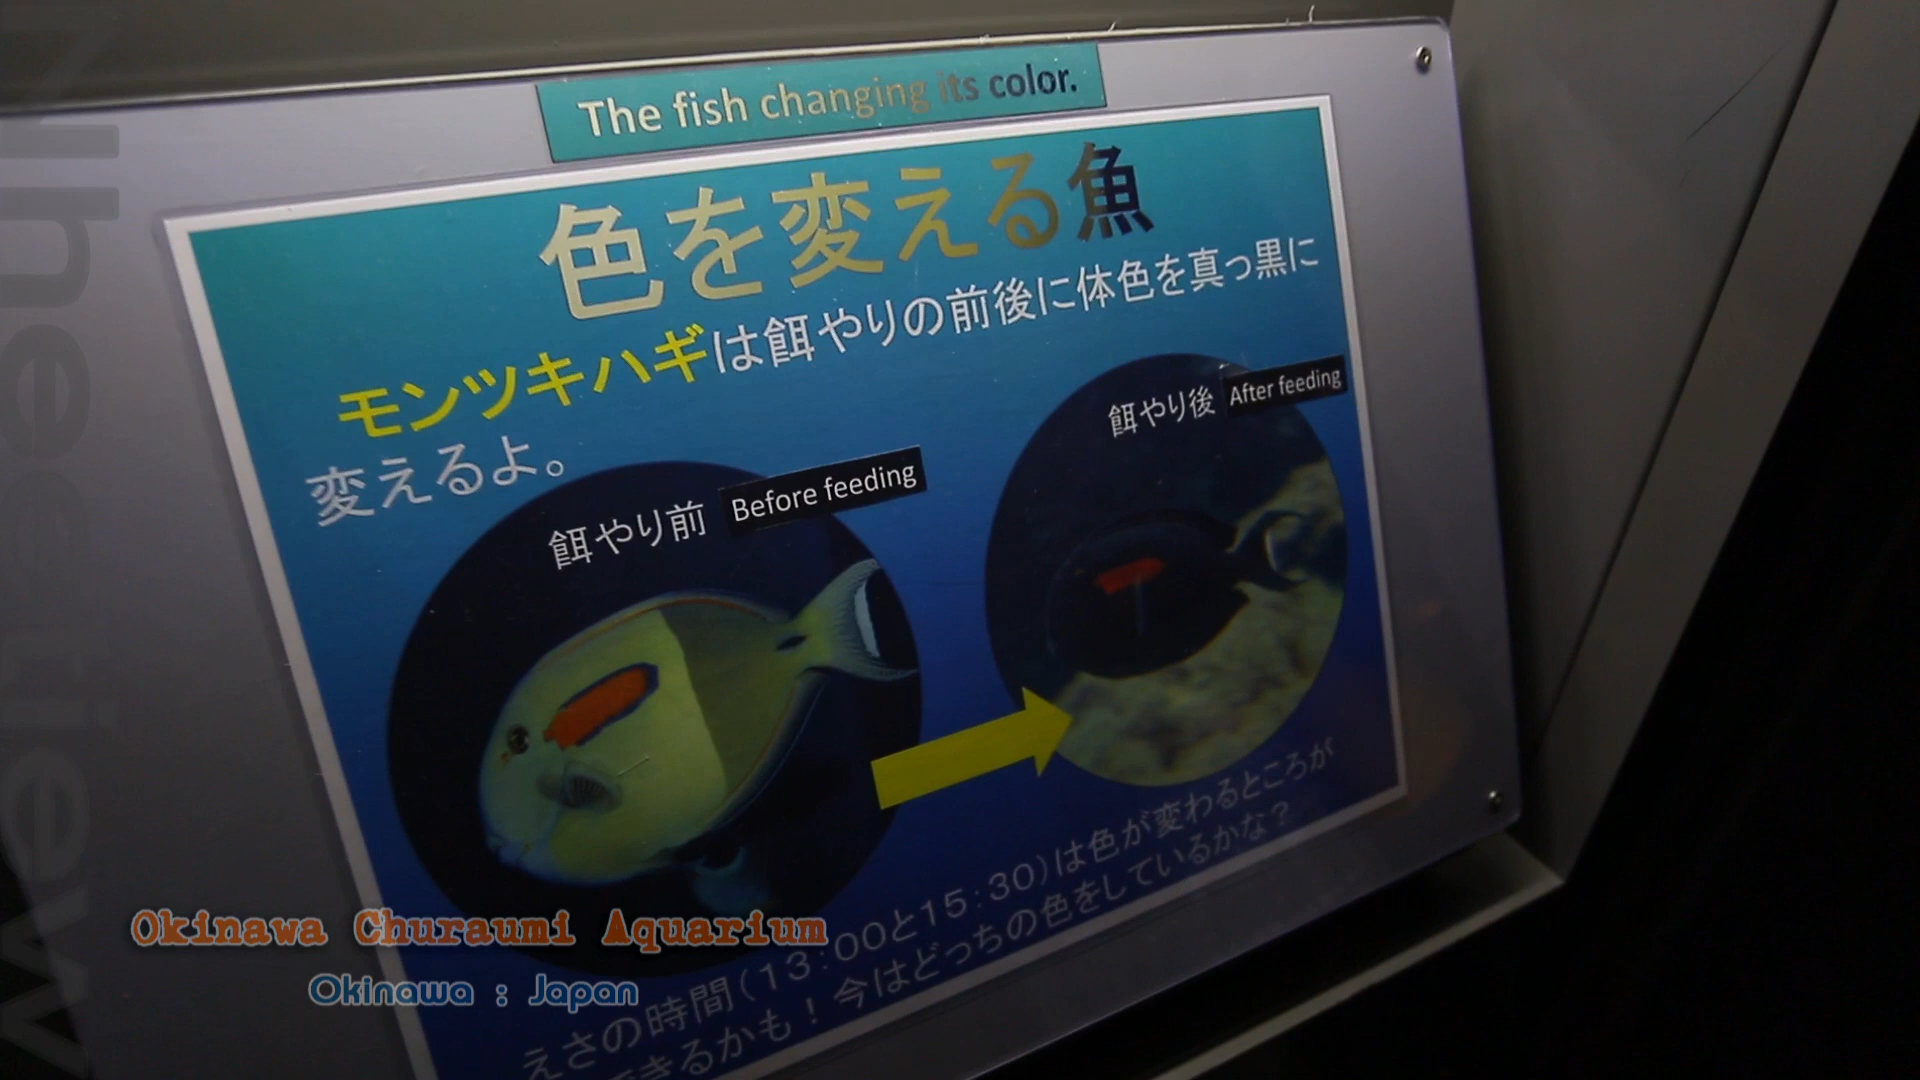 The fish changing its color.
色を変える魚
モンツキハギは餌やりの前後に体色を真っ黒に
変えるよ。
餌やり前 Before feeding
餌やり後 After feeding
えさの時間(13:00と15:30)は色が変わるところが
できるかも!今はどっちの色をしているかな?
Okinawa Churaumi Aquarium
Okinawa : Japan